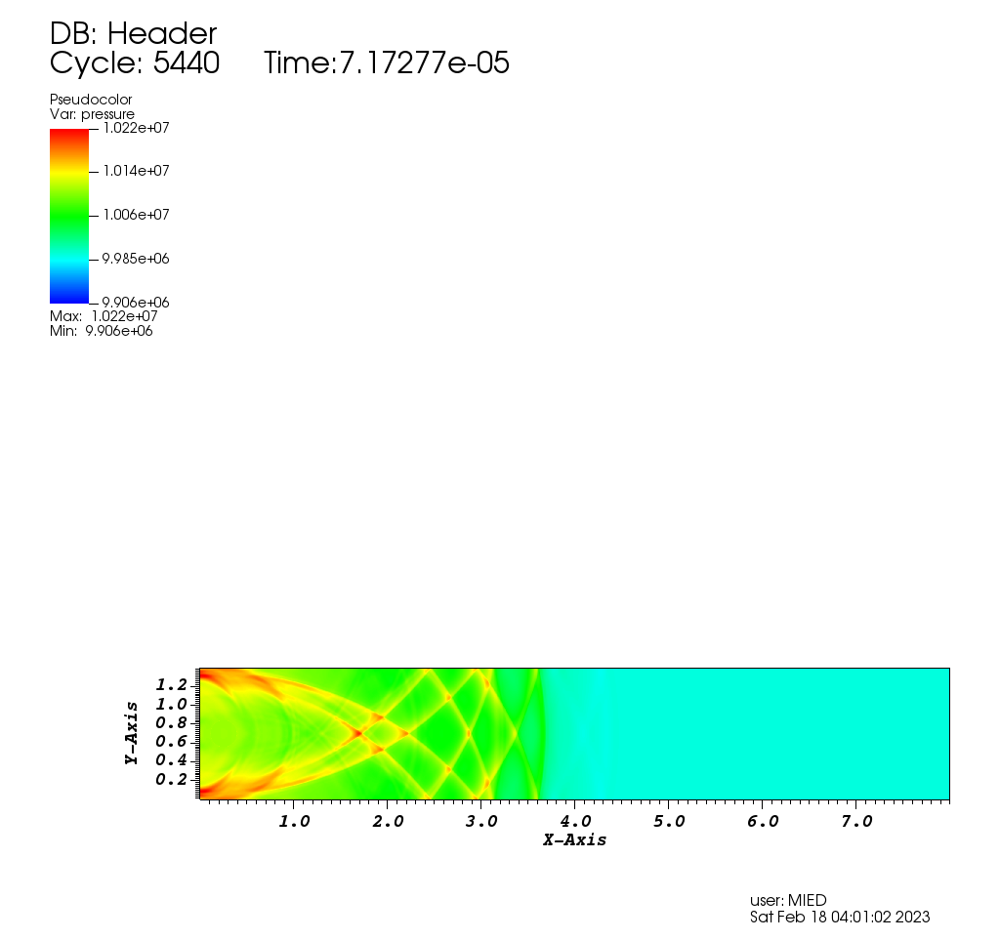 DB: Header
Cycle: 5440 Time:7.17277e-05
Pseudocolor
Var: pressure
1.022e+07
1.014e+07
1.006e+07
9.985e+06
9.906e+06
Max: 1.022e+07
Min: 9.906e+06
1.2
1.0
0.8
0.6
0.4
0.2
Y-Axis
1.0 2.0 3.0 4.0 5.0 6.0 7.0
X-Axis
user: MIED
Sat Feb 18 04:01:02 2023